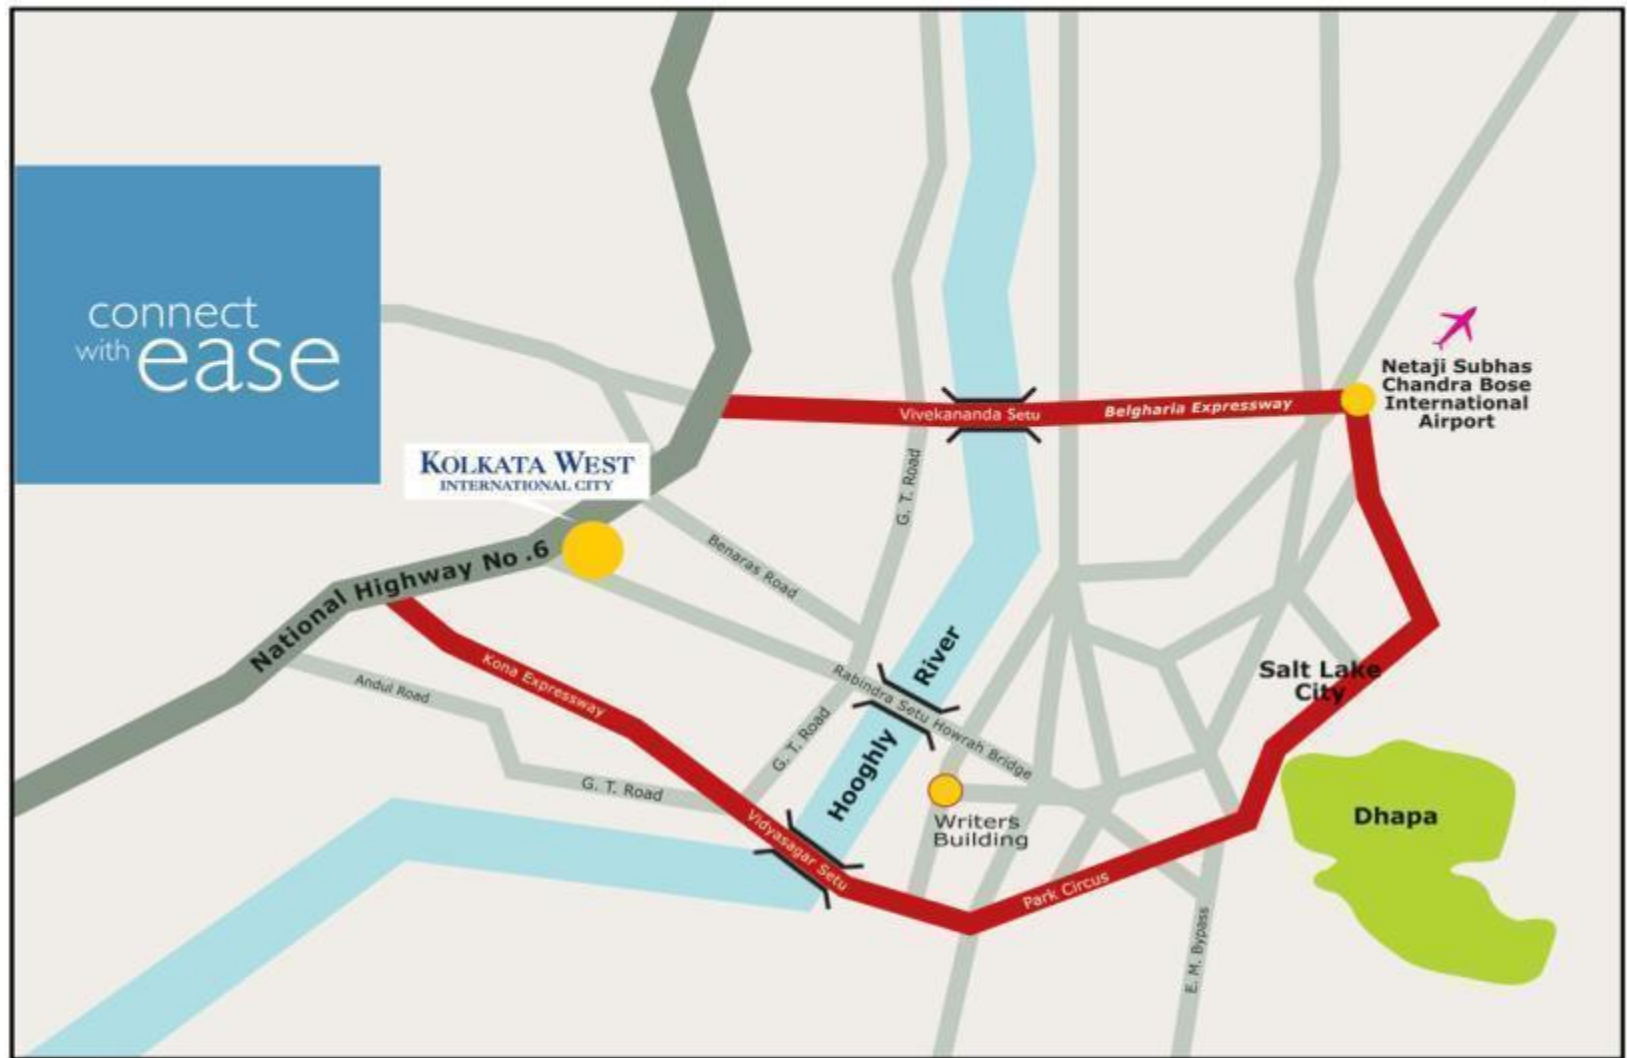 connect
with ease
KOLKATA WEST
INTERNATIONAL CITY
National Highway No .6
Vivekananda Setu
Belgharia Expressway
Netaji Subhas
Chandra Bose
International
Airport
G. T. Road
Benaras Road
Kona Expressway
Andul Road
G. T. Road
G. T. Road
Rabindra Setu Howrah Bridge
River
Hooghly
Vidyasagar Setu
Writers
Building
Park Circus
Salt Lake
City
Dhapa
E. M. Bypass